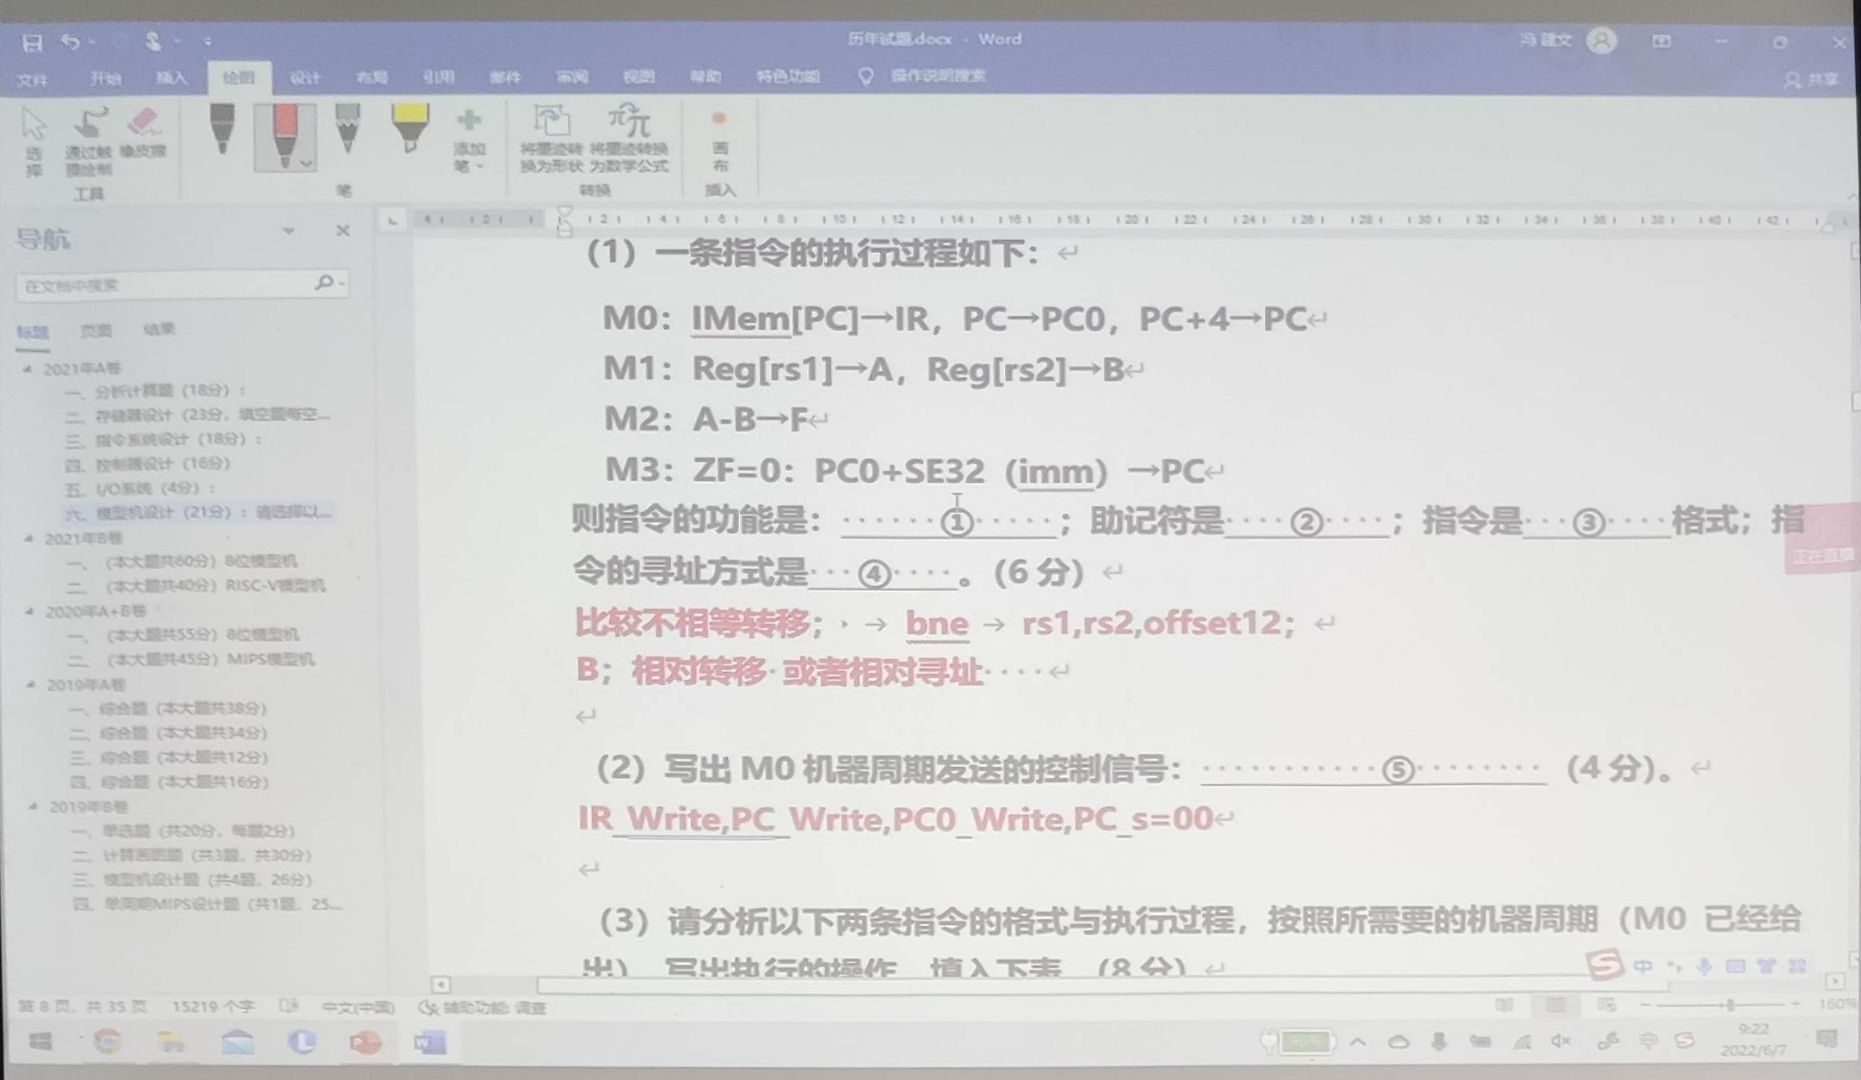 历年试题.docx - Word
冯 建文
文件 开始 插入 绘图 设计 布局 引用 邮件 审阅 视图 帮助 特色功能 操作说明搜索 共享
选择 通过触摸绘制 橡皮擦
添加笔
将墨迹转换为形状 将墨迹转换为数学公式
画布
工具 笔 转换 插入
导航
在文档中搜索
标题 页面 结果
2021年A卷
一、分析计算题（18分）：
二、存储器设计（23分，填空题每空...
三、指令系统设计（18分）：
四、控制器设计（16分）
五、I/O系统（4分）：
六、模型机设计（21分）：请选择以...
2021年B卷
一、（本大题共60分）8位模型机
二、（本大题共40分）RISC-V模型机
2020年A+B卷
一、（本大题共55分）8位模型机
二、（本大题共45分）MIPS模型机
2019年A卷
一、综合题（本大题共38分）
二、综合题（本大题共34分）
三、综合题（本大题共12分）
四、综合题（本大题共16分）
2019年B卷
一、单选题（共20分，每题2分）
二、计算画图题（共3题，共30分）
三、模型机设计题（共4题，26分）
四、单周期MIPS设计题（共1题，25...
（1）一条指令的执行过程如下：
M0：IMem[PC]→IR，PC→PC0，PC+4→PC
M1：Reg[rs1]→A，Reg[rs2]→B
M2：A-B→F
M3：ZF=0：PC0+SE32（imm）→PC
则指令的功能是：①；助记符是②；指令是③格式；指
令的寻址方式是④。（6 分）
比较不相等转移； → bne → rs1,rs2,offset12；
B；相对转移 或者相对寻址
（2）写出 M0 机器周期发送的控制信号：⑤（4 分）。
IR_Write,PC_Write,PC0_Write,PC_s=00
（3）请分析以下两条指令的格式与执行过程，按照所需要的机器周期（M0 已经给
出），写出执行的操作，填入下表。（8 分）
正在直播
第 8 页，共 35 页 15219 个字 中文(中国) 辅助功能: 调查 160%
中
9:22
2022/6/7